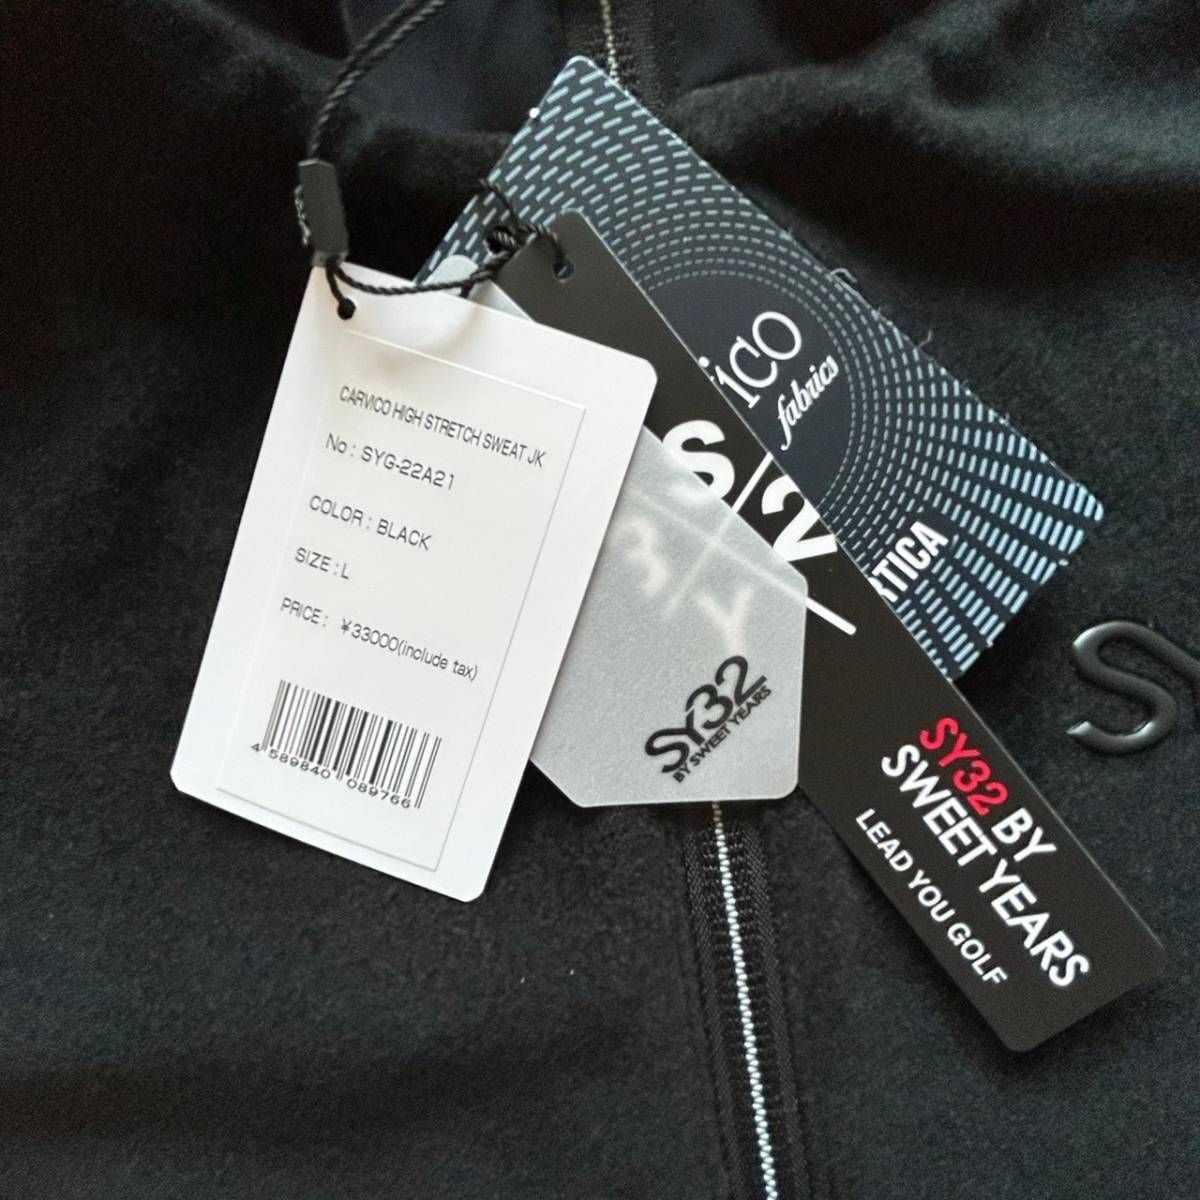 CARVICO HIGH STRETCH SWEAT JK
No : SYG-22A21
COLOR : BLACK
SIZE : L
PRICE : ¥33000(include tax)
4 589840 089766
SY32
BY SWEET YEARS
fabrics
SY32 BY
SWEET YEARS
LEAD YOU GOLF
S